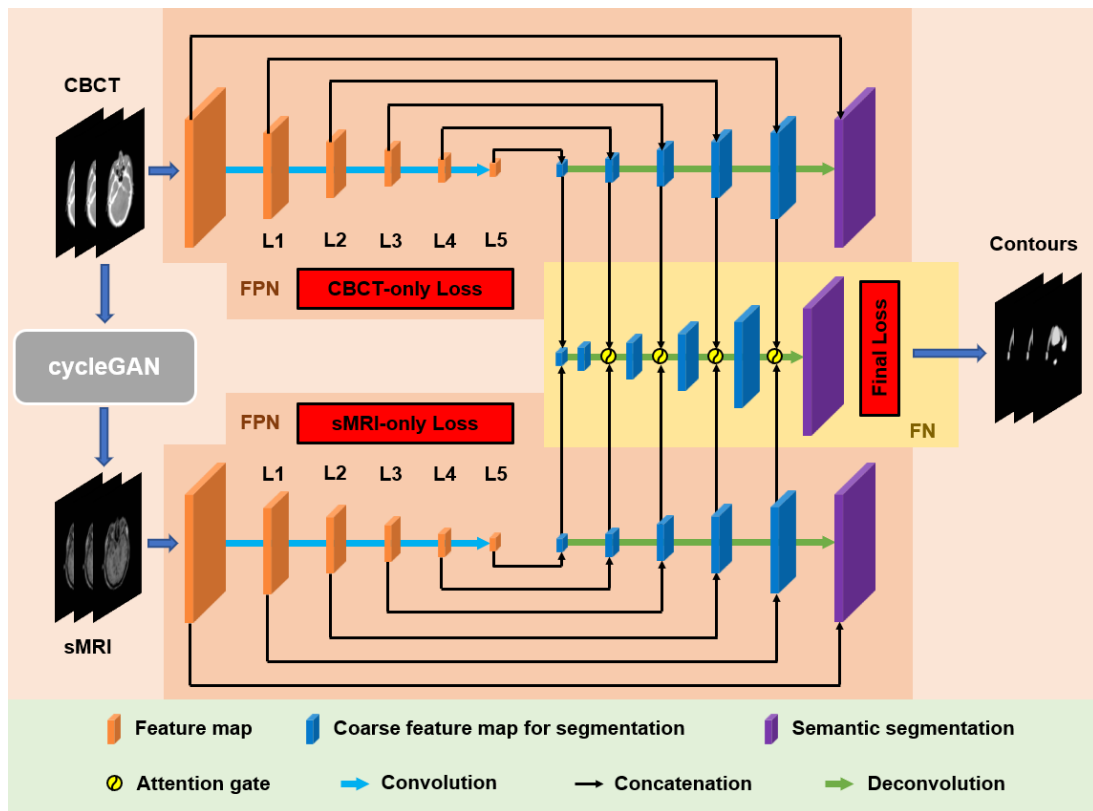 CBCT
L1 L2 L3 L4 L5
FPN
CBCT-only Loss
Contours
cycleGAN
Final Loss
FPN
sMRI-only Loss
FN
L1 L2 L3 L4 L5
sMRI
Feature map
Coarse feature map for segmentation
Semantic segmentation
Attention gate
Convolution
Concatenation
Deconvolution